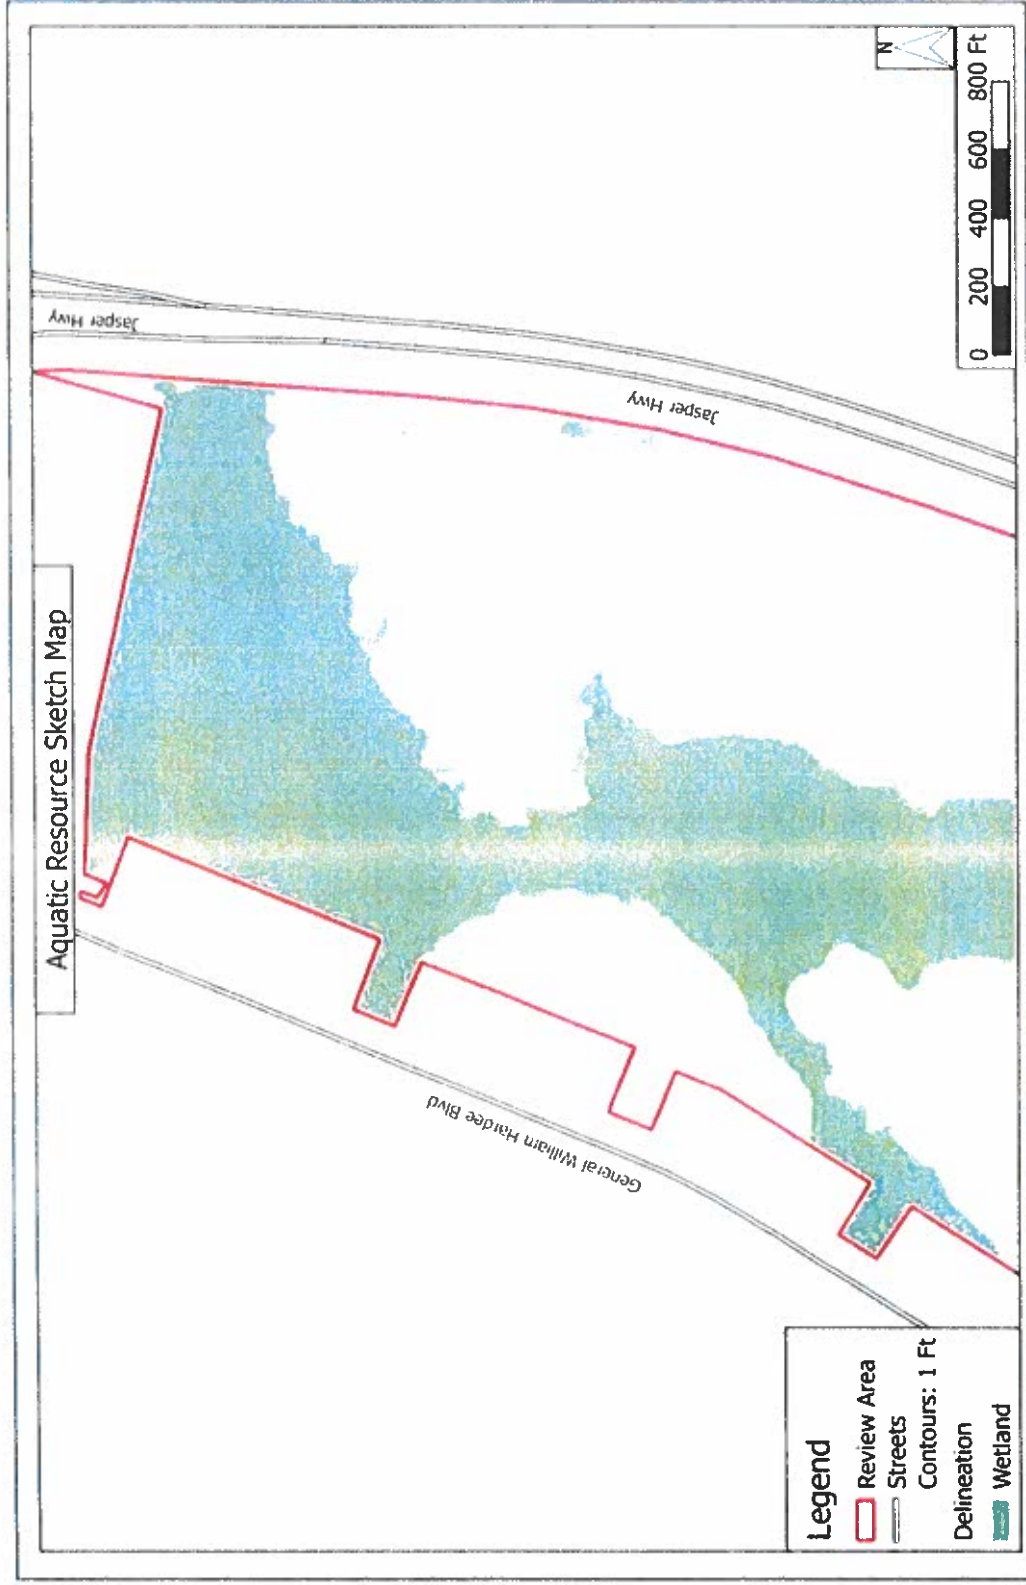 Aquatic Resource Sketch Map
N
0 200 400 600 800 Ft
Jasper Hwy
Jasper Hwy
General William Hardee Blvd
Legend
Review Area
Streets
Contours: 1 Ft
Delineation
Wetland